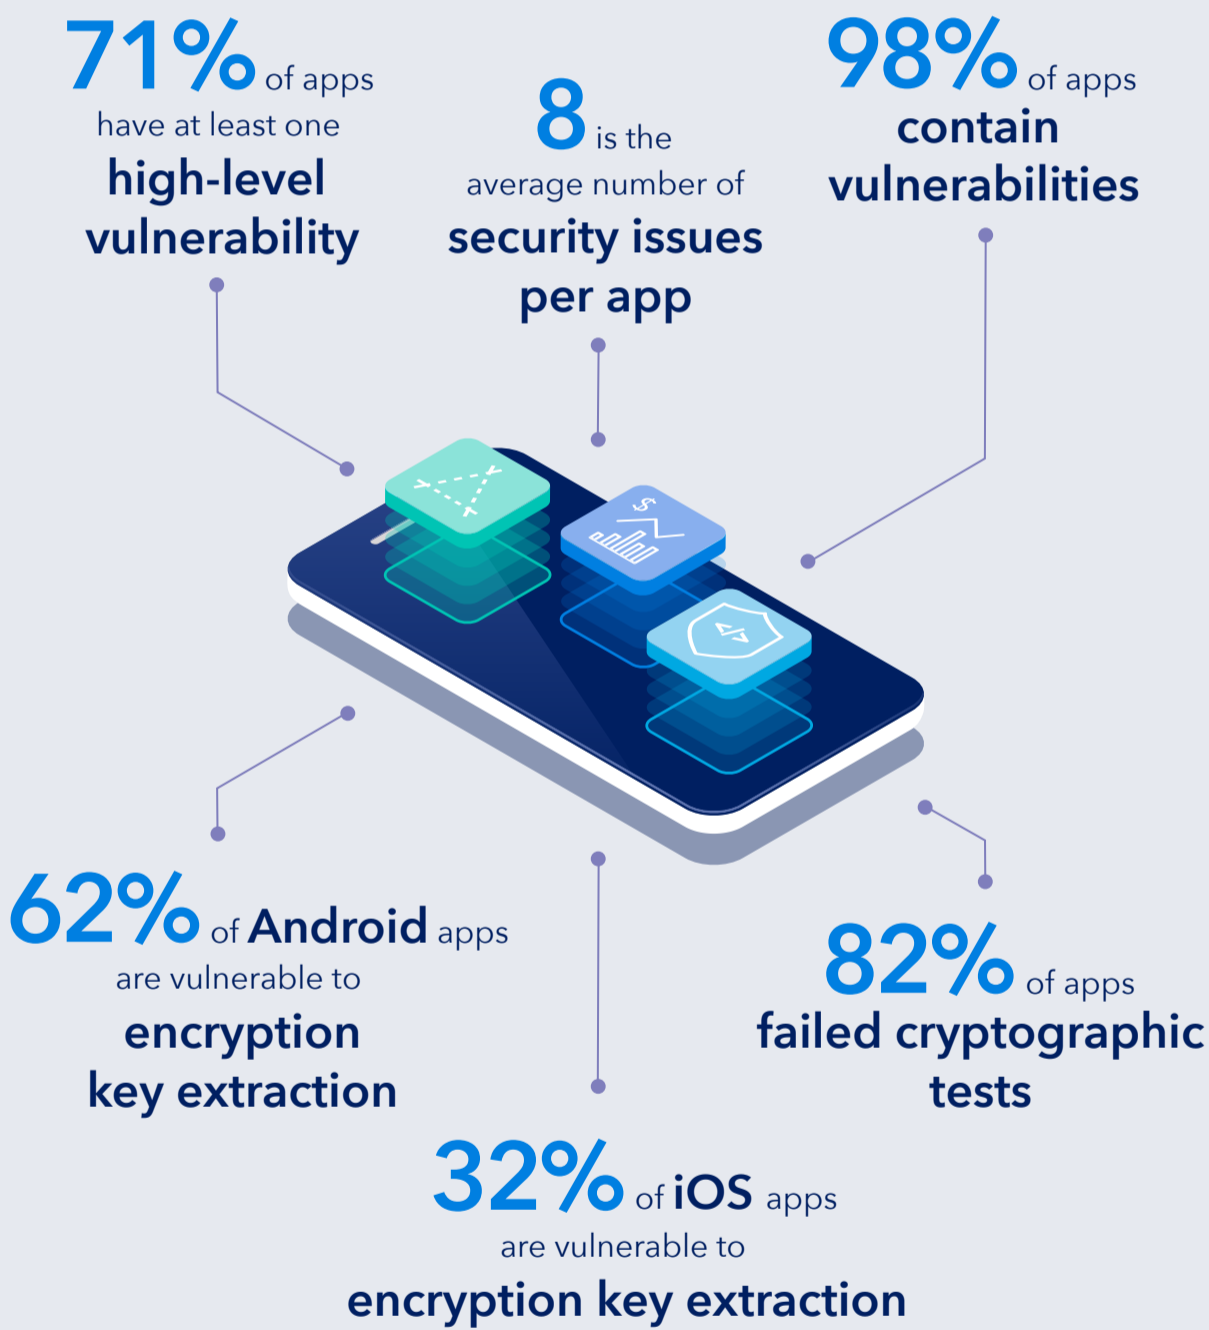 71% of apps
have at least one
high-level
vulnerability
8 is the
average number of
security issues
per app
98% of apps
contain
vulnerabilities
$
</>
62% of Android apps
are vulnerable to
encryption
key extraction
82% of apps
failed cryptographic
tests
32% of iOS apps
are vulnerable to
encryption key extraction